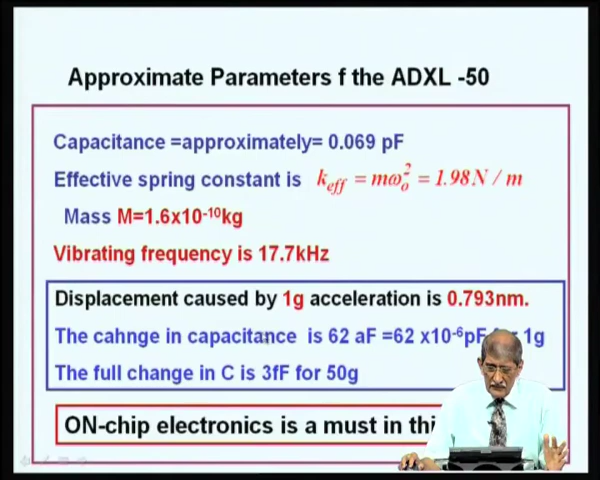 Approximate Parameters f the ADXL -50
Capacitance =approximately= 0.069 pF
Effective spring constant is k_eff = mω_o^2 = 1.98N / m
Mass M=1.6x10^-10kg
Vibrating frequency is 17.7kHz
Displacement caused by 1g acceleration is 0.793nm.
The cahnge in capacitance is 62 aF =62 x10^-6pF 1g
The full change in C is 3fF for 50g
ON-chip electronics is a must in